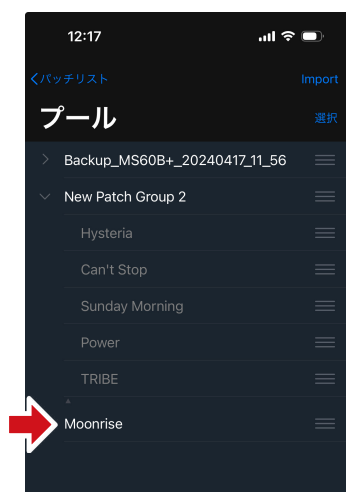 12:17
パッチリスト
Import
プール
選択
Backup_MS60B+_20240417_11_56
New Patch Group 2
Hysteria
Can't Stop
Sunday Morning
Power
TRIBE
Moonrise